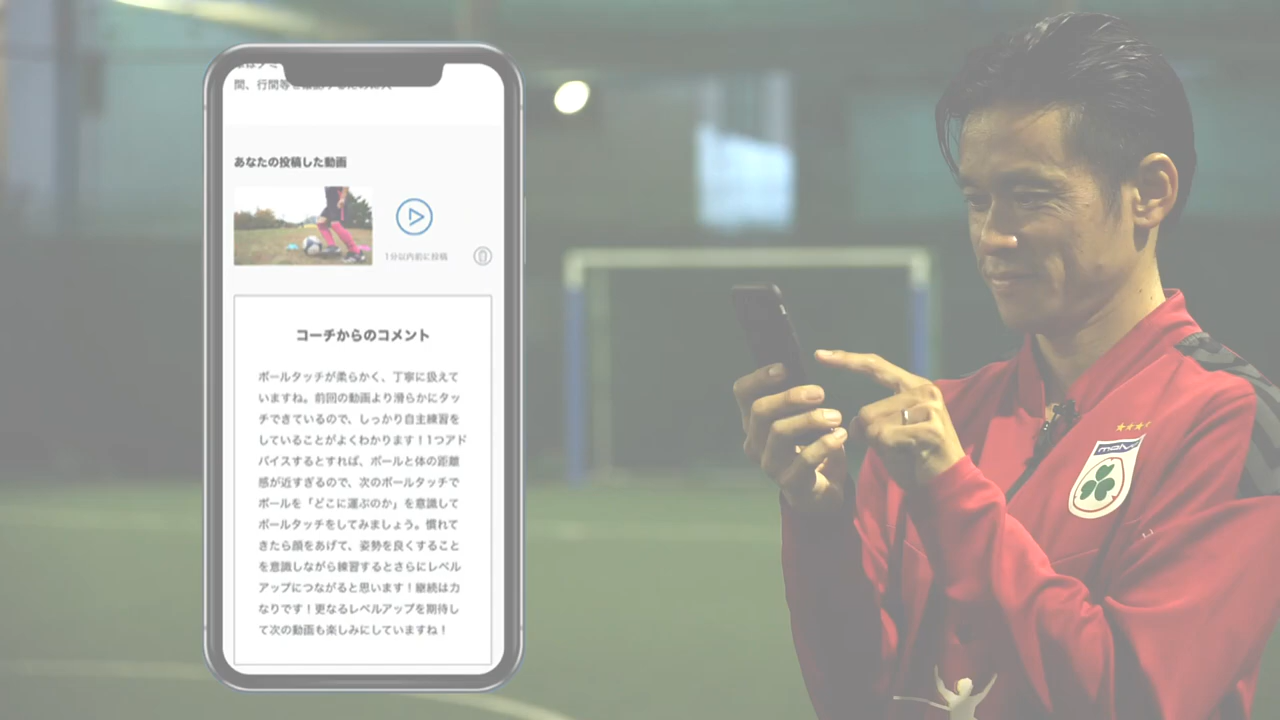 間、行間等を確認するために入
あなたの投稿した動画
1分以内前に投稿
コーチからのコメント
ボールタッチが柔らかく、丁寧に扱えて
いますね。前回の動画より滑らかにタッ
チできているので、しっかり自主練習を
していることがよくわかります！1つアド
バイスするとすれば、ボールと体の距離
感が近すぎるので、次のボールタッチで
ボールを「どこに運ぶのか」を意識して
ボールタッチをしてみましょう。慣れて
きたら顔をあげて、姿勢を良くすること
を意識しながら練習するとさらにレベル
アップにつながると思います！継続は力
なりです！更なるレベルアップを期待し
て次の動画も楽しみにしていますね！